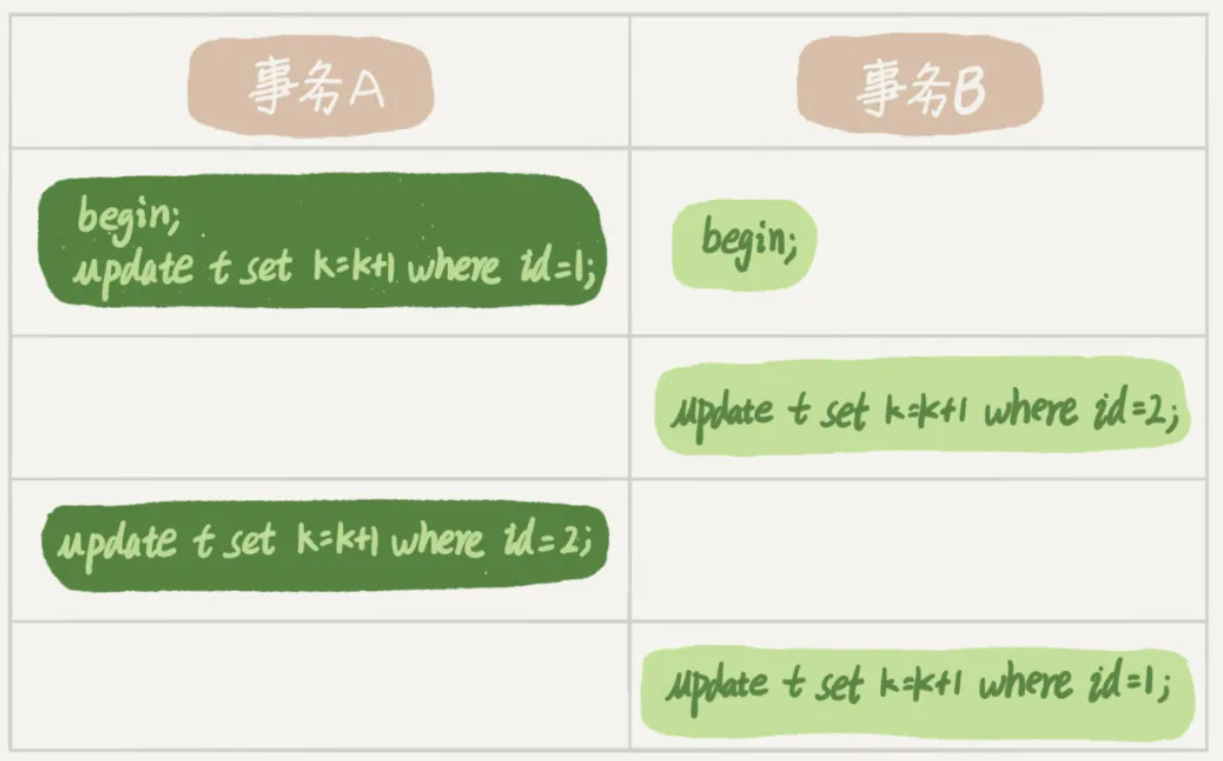 事务A
事务B
begin;
update t set k=k+1 where id=1;
begin;
update t set k=k+1 where id=2;
update t set k=k+1 where id=2;
update t set k=k+1 where id=1;